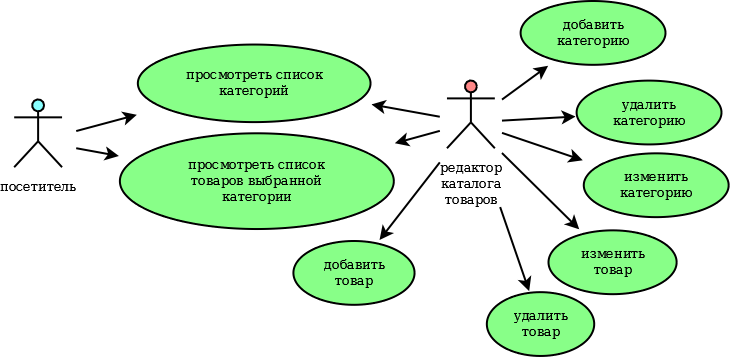 добавить
категорию
просмотреть список
категорий
удалить
категорию
посетитель
просмотреть список
товаров выбранной
категории
редактор
каталога
товаров
изменить
категорию
добавить
товар
изменить
товар
удалить
товар